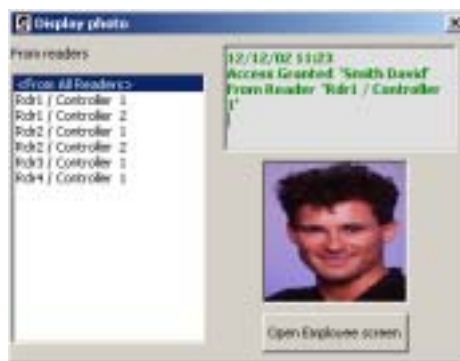 Display photo
From readers
<From All Readers>
Rdr1 / Controller 1
Rdr1 / Controller 2
Rdr2 / Controller 1
Rdr2 / Controller 2
Rdr3 / Controller 1
Rdr4 / Controller 1
12/12/02 11:23
Access Granted "Smith David"
From Reader "Rdr1 / Controller
1"
Open Employee screen